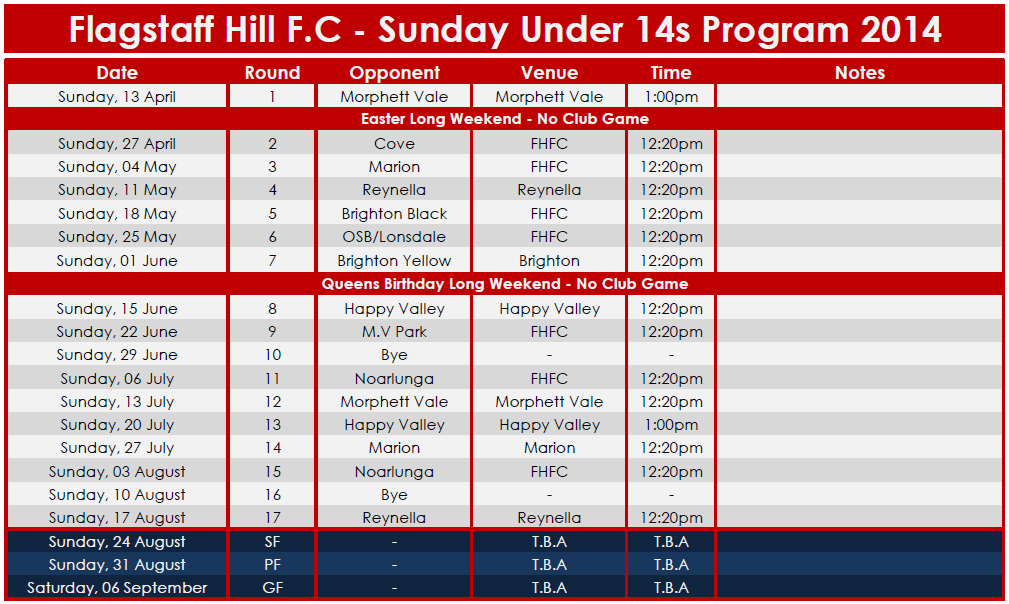 Flagstaff Hill F.C - Sunday Under 14s Program 2014
Date Round Opponent Venue Time Notes
Sunday, 13 April 1 Morphett Vale Morphett Vale 1:00pm
Easter Long Weekend - No Club Game
Sunday, 27 April 2 Cove FHFC 12:20pm
Sunday, 04 May 3 Marion FHFC 12:20pm
Sunday, 11 May 4 Reynella Reynella 12:20pm
Sunday, 18 May 5 Brighton Black FHFC 12:20pm
Sunday, 25 May 6 OSB/Lonsdale FHFC 12:20pm
Sunday, 01 June 7 Brighton Yellow Brighton 12:20pm
Queens Birthday Long Weekend - No Club Game
Sunday, 15 June 8 Happy Valley Happy Valley 12:20pm
Sunday, 22 June 9 M.V Park FHFC 12:20pm
Sunday, 29 June 10 Bye - -
Sunday, 06 July 11 Noarlunga FHFC 12:20pm
Sunday, 13 July 12 Morphett Vale Morphett Vale 12:20pm
Sunday, 20 July 13 Happy Valley Happy Valley 1:00pm
Sunday, 27 July 14 Marion Marion 12:20pm
Sunday, 03 August 15 Noarlunga FHFC 12:20pm
Sunday, 10 August 16 Bye - -
Sunday, 17 August 17 Reynella Reynella 12:20pm
Sunday, 24 August SF - T.B.A T.B.A
Sunday, 31 August PF - T.B.A T.B.A
Saturday, 06 September GF - T.B.A T.B.A